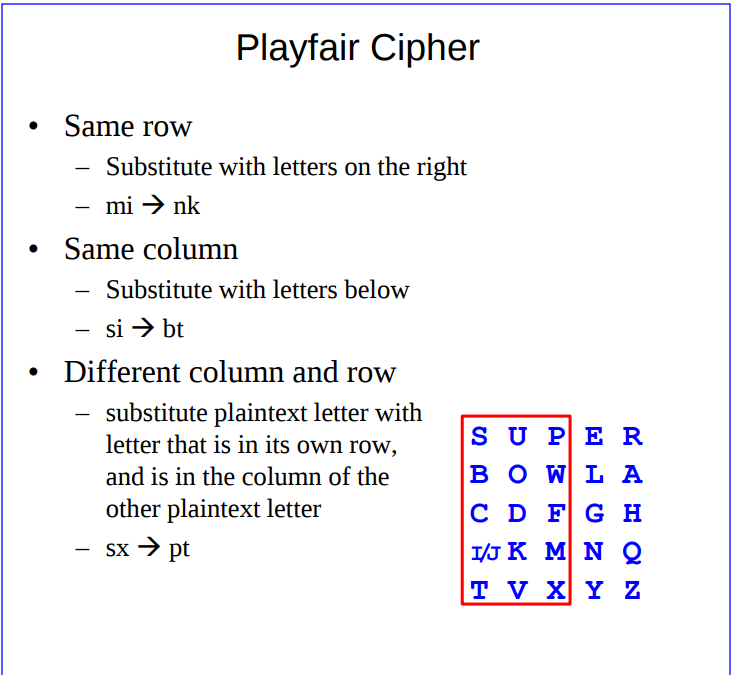 Playfair Cipher
• Same row
– Substitute with letters on the right
– mi → nk
• Same column
– Substitute with letters below
– si → bt
• Different column and row
– substitute plaintext letter with
letter that is in its own row,
and is in the column of the
other plaintext letter
– sx → pt
S U P E R
B O W L A
C D F G H
I/J K M N Q
T V X Y Z